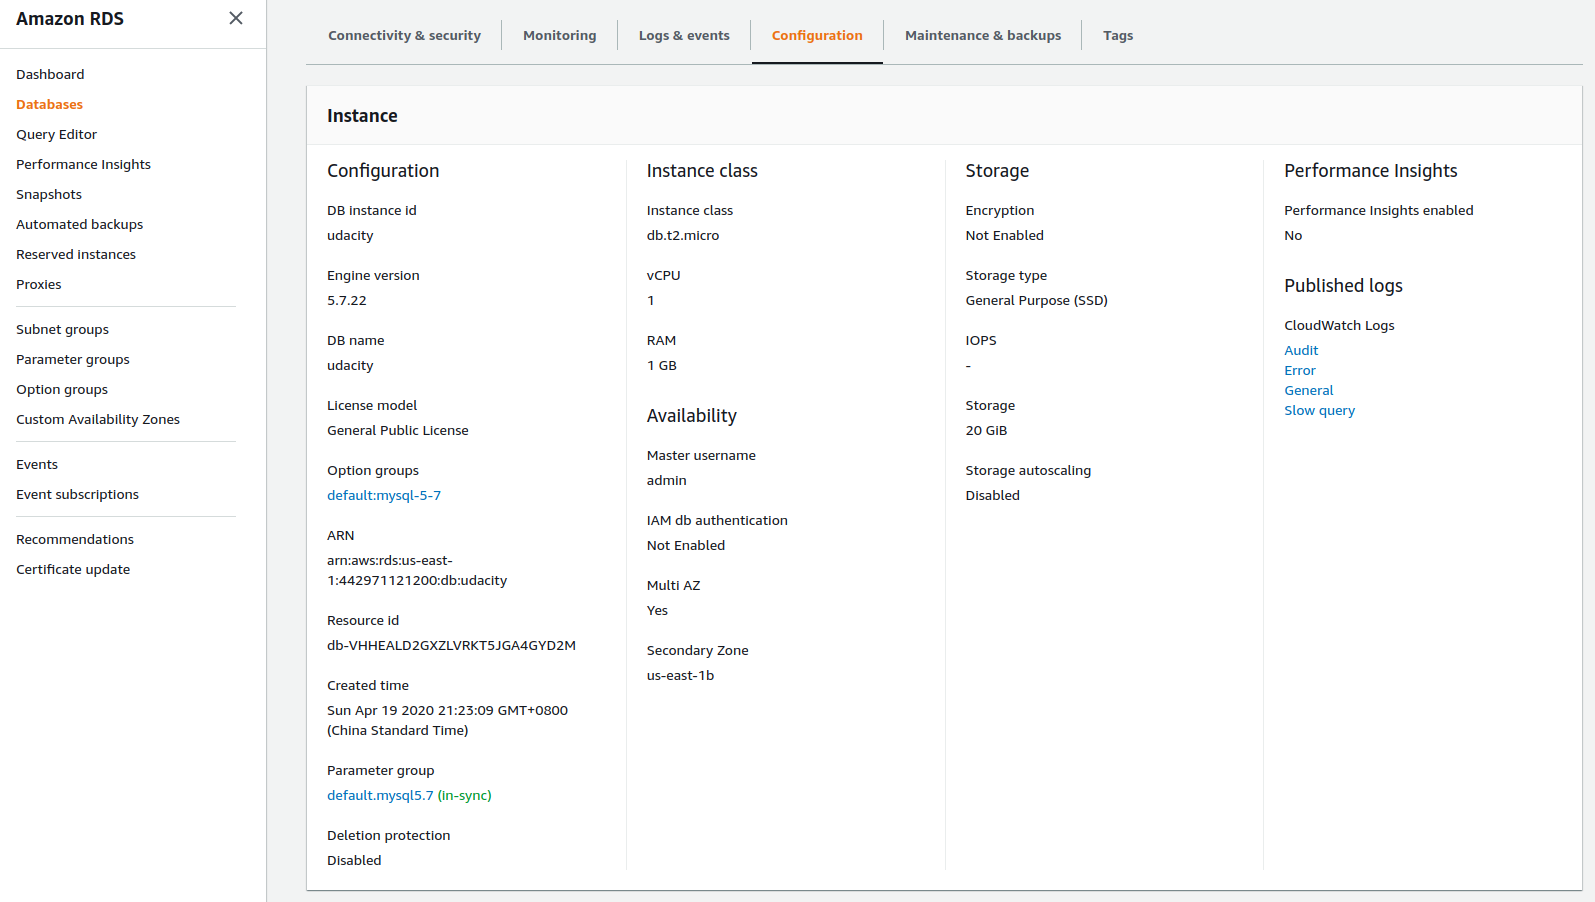 Amazon RDS
Dashboard
Databases
Query Editor
Performance Insights
Snapshots
Automated backups
Reserved instances
Proxies
Subnet groups
Parameter groups
Option groups
Custom Availability Zones
Events
Event subscriptions
Recommendations
Certificate update
Connectivity & security
Monitoring
Logs & events
Configuration
Maintenance & backups
Tags
Instance
Configuration
DB instance id
udacity
Engine version
5.7.22
DB name
udacity
License model
General Public License
Option groups
default:mysql-5-7
ARN
arn:aws:rds:us-east-
1:442971121200:db:udacity
Resource id
db-VHHEALD2GXZLVRKT5JGA4GYD2M
Created time
Sun Apr 19 2020 21:23:09 GMT+0800
(China Standard Time)
Parameter group
default.mysql5.7 (in-sync)
Deletion protection
Disabled
Instance class
Instance class
db.t2.micro
vCPU
1
RAM
1 GB
Availability
Master username
admin
IAM db authentication
Not Enabled
Multi AZ
Yes
Secondary Zone
us-east-1b
Storage
Encryption
Not Enabled
Storage type
General Purpose (SSD)
IOPS
-
Storage
20 GiB
Storage autoscaling
Disabled
Performance Insights
Performance Insights enabled
No
Published logs
CloudWatch Logs
Audit
Error
General
Slow query